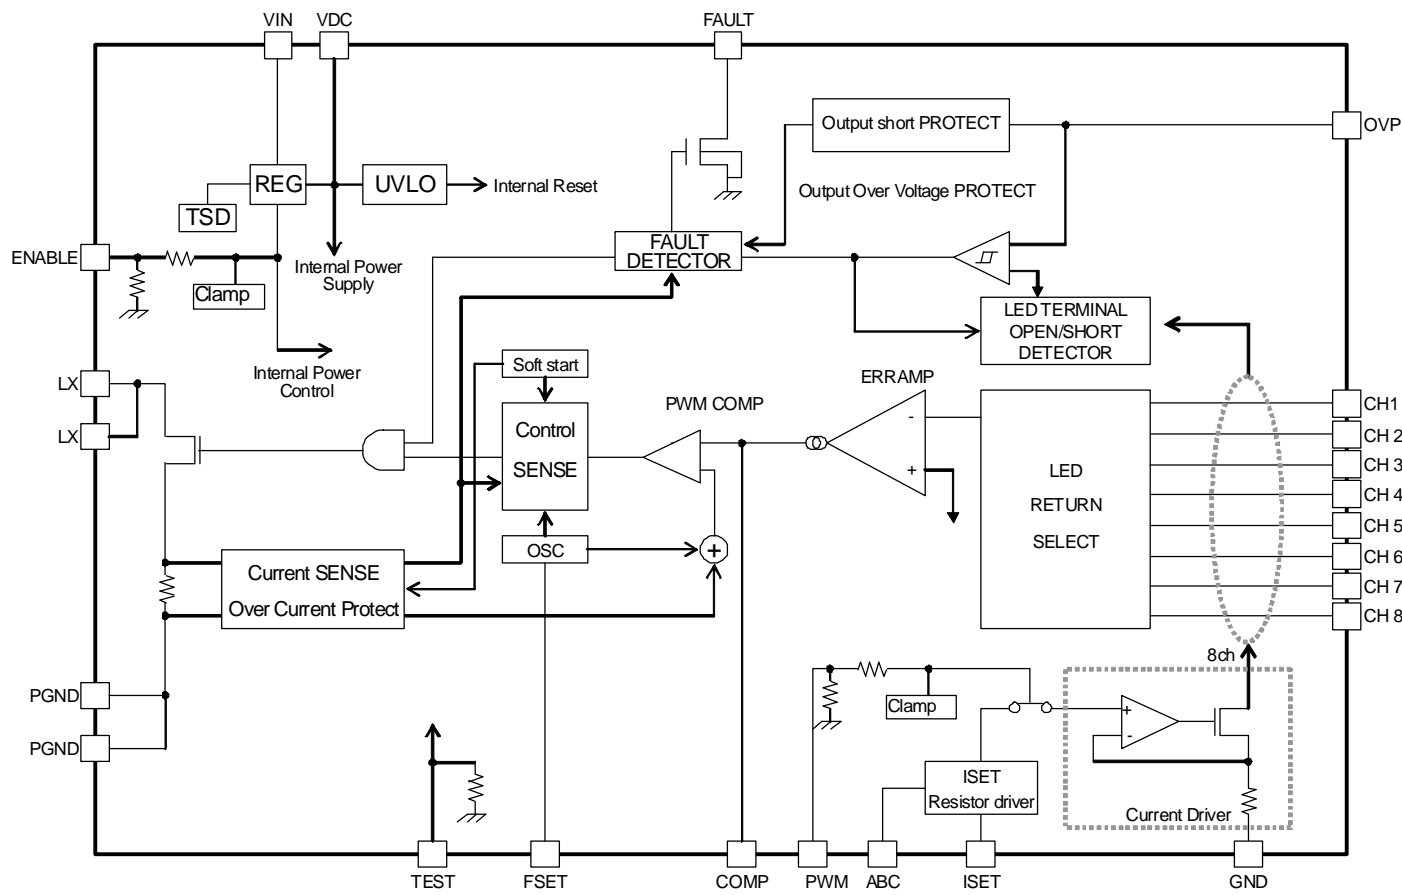 VIN
VDC
FAULT
Output short PROTECT
OVP
REG
UVLO
Internal Reset
Output Over Voltage PROTECT
TSD
FAULT
DETECTOR
ENABLE
Internal Power
Supply
Clamp
LED TERMINAL
OPEN/SHORT
DETECTOR
Internal Power
Control
Soft start
ERRAMP
LX
LX
PWM COMP
Control
SENSE
-
+
LED
RETURN
SELECT
CH1
CH 2
CH 3
CH 4
CH 5
CH 6
CH 7
CH 8
OSC
+
Current SENSE
Over Current Protect
8ch
PGND
PGND
Clamp
+
-
ISET
Resistor driver
Current Driver
TEST
FSET
COMP
PWM
ABC
ISET
GND